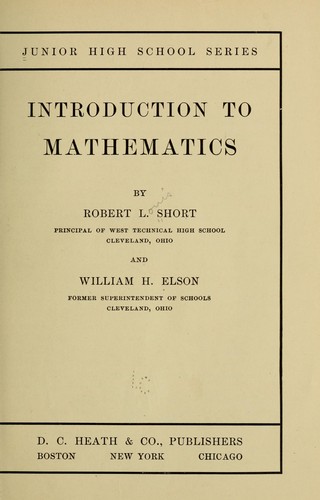 JUNIOR HIGH SCHOOL SERIES
INTRODUCTION TO
MATHEMATICS
BY
ROBERT L. SHORT
PRINCIPAL OF WEST TECHNICAL HIGH SCHOOL
CLEVELAND, OHIO
AND
WILLIAM H. ELSON
FORMER SUPERINTENDENT OF SCHOOLS
CLEVELAND, OHIO
D. C. HEATH & CO., PUBLISHERS
BOSTON NEW YORK CHICAGO